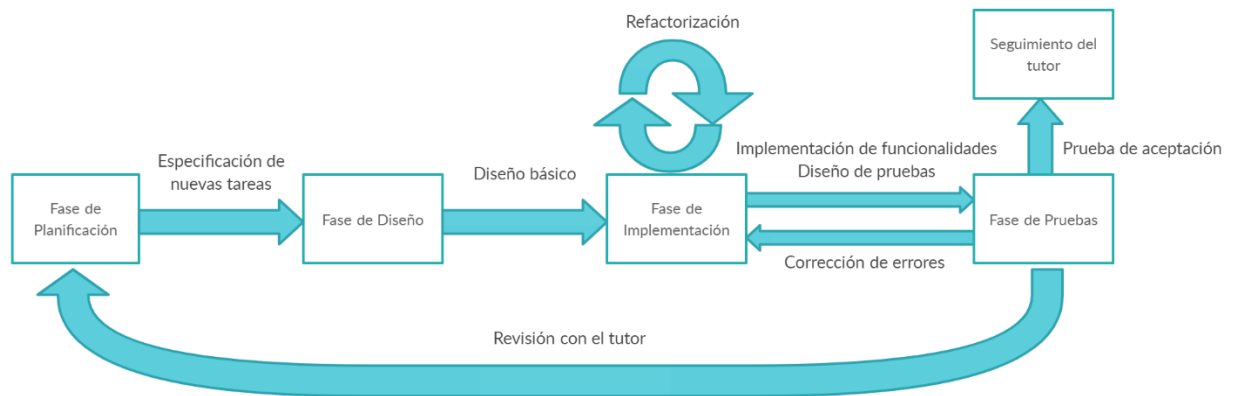 Refactorización
Seguimiento del
tutor
Especificación de
nuevas tareas
Diseño básico
Implementación de funcionalidades
Diseño de pruebas
Prueba de aceptación
Fase de
Planificación
Fase de Diseño
Fase de
Implementación
Fase de Pruebas
Corrección de errores
Revisión con el tutor